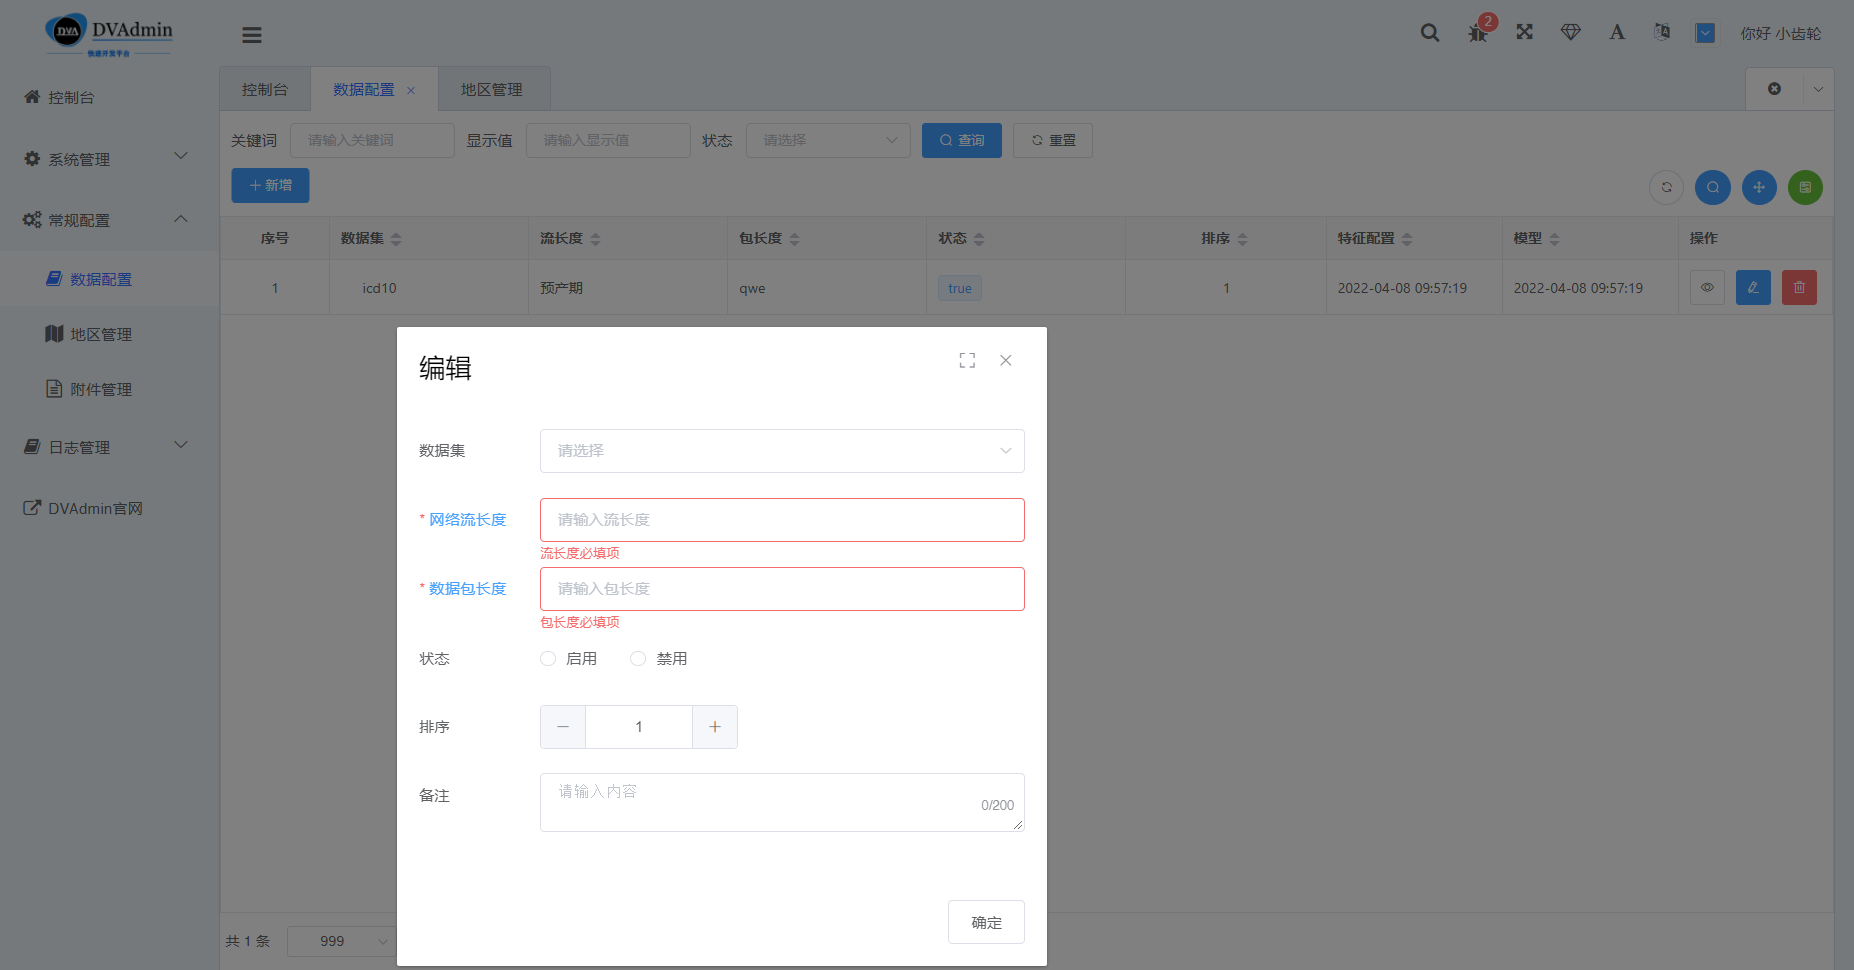 DVA DVAdmin
快速开发平台
2
你好 小齿轮
控制台
系统管理
常规配置
数据配置
地区管理
附件管理
日志管理
DVAdmin官网
控制台 数据配置 地区管理
关键词 请输入关键词 显示值 请输入显示值 状态 请选择 查询 重置
新增
序号 数据集 流长度 包长度 状态 排序 特征配置 模型 操作
1 icd10 预产期 qwe true 1 2022-04-08 09:57:19 2022-04-08 09:57:19
编辑
数据集 请选择
* 网络流长度 请输入流长度
流长度必填项
* 数据包长度 请输入包长度
包长度必填项
状态 启用 禁用
排序 1
备注 请输入内容
0/200
确定
共 1 条 999